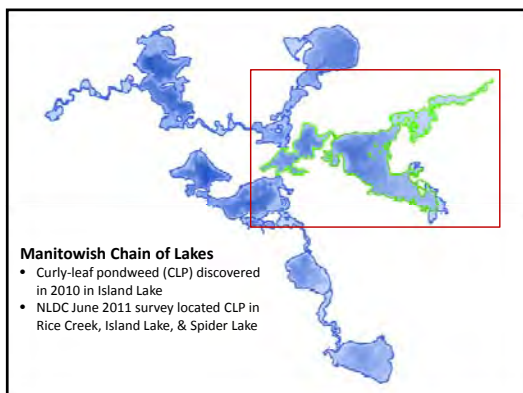 Manitowish Chain of Lakes
• Curly-leaf pondweed (CLP) discovered
in 2010 in Island Lake
• NLDC June 2011 survey located CLP in
Rice Creek, Island Lake, & Spider Lake